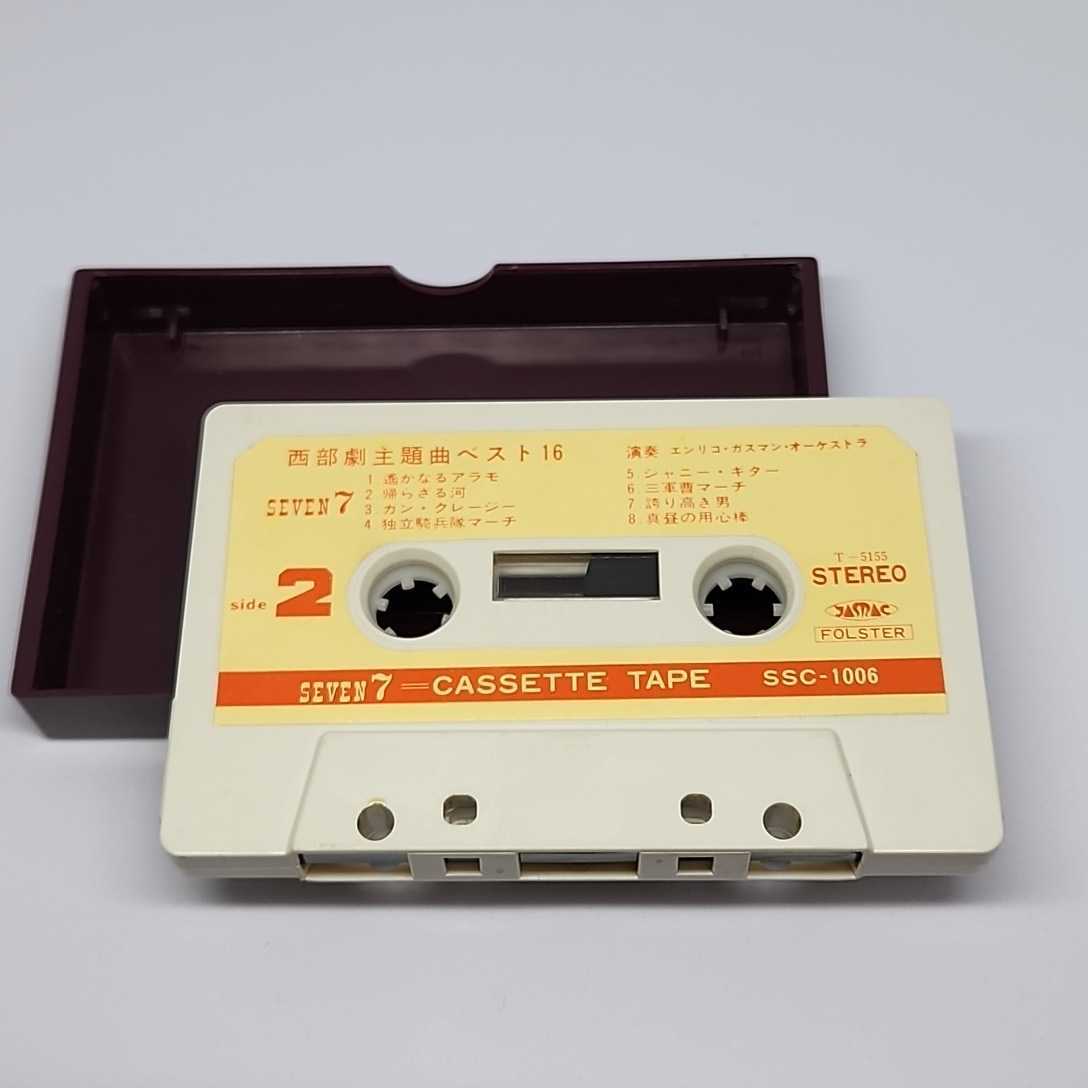 西部劇主題曲ベスト16
演奏 エンリコ・ガスマン・オーケストラ
SEVEN 7
1 遙かなるアラモ
2 帰らざる河
3 ガン・クレージー
4 独立騎兵隊マーチ
5 シャニー・ギター
6 三軍曹マーチ
7 誇り高き男
8 真昼の用心棒
side 2
T-5155
STEREO
JASRAC
FOLSTER
SEVEN 7=CASSETTE TAPE SSC-1006